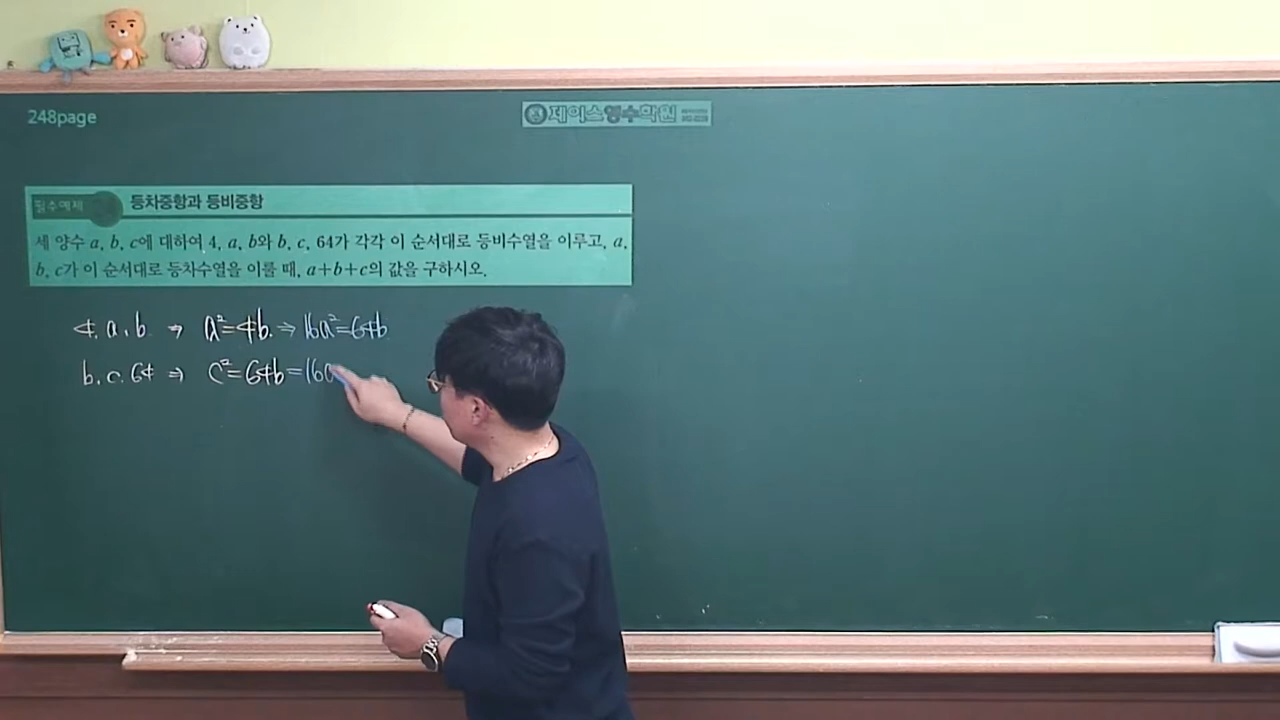 248page
제이스영수학원
필수예제 등차중항과 등비중항
세 양수 a, b, c에 대하여 4, a, b와 b, c, 64가 각각 이 순서대로 등비수열을 이루고, a,
b, c가 이 순서대로 등차수열을 이룰 때, a+b+c의 값을 구하시오.
4, a, b ⇒ a²=4b ⇒ 16a²=64b
b, c, 64 ⇒ c²=64b=16a